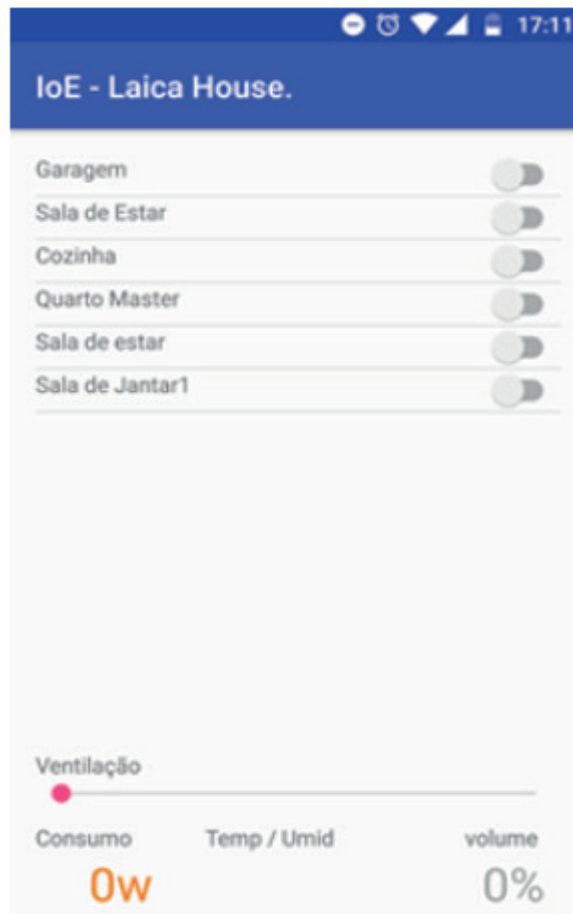 17:11
IoE - Laica House.
Garagem
Sala de Estar
Cozinha
Quarto Master
Sala de estar
Sala de Jantar1
Ventilação
Consumo Temp / Umid volume
0w 0%